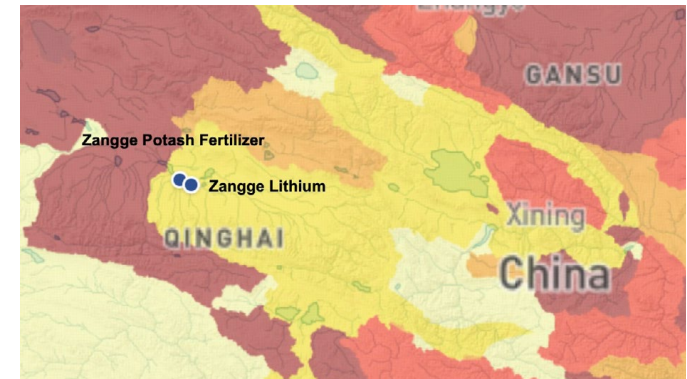 GANSU
Zangge Potash Fertilizer
Zangge Lithium
Xining
QINGHAI
China